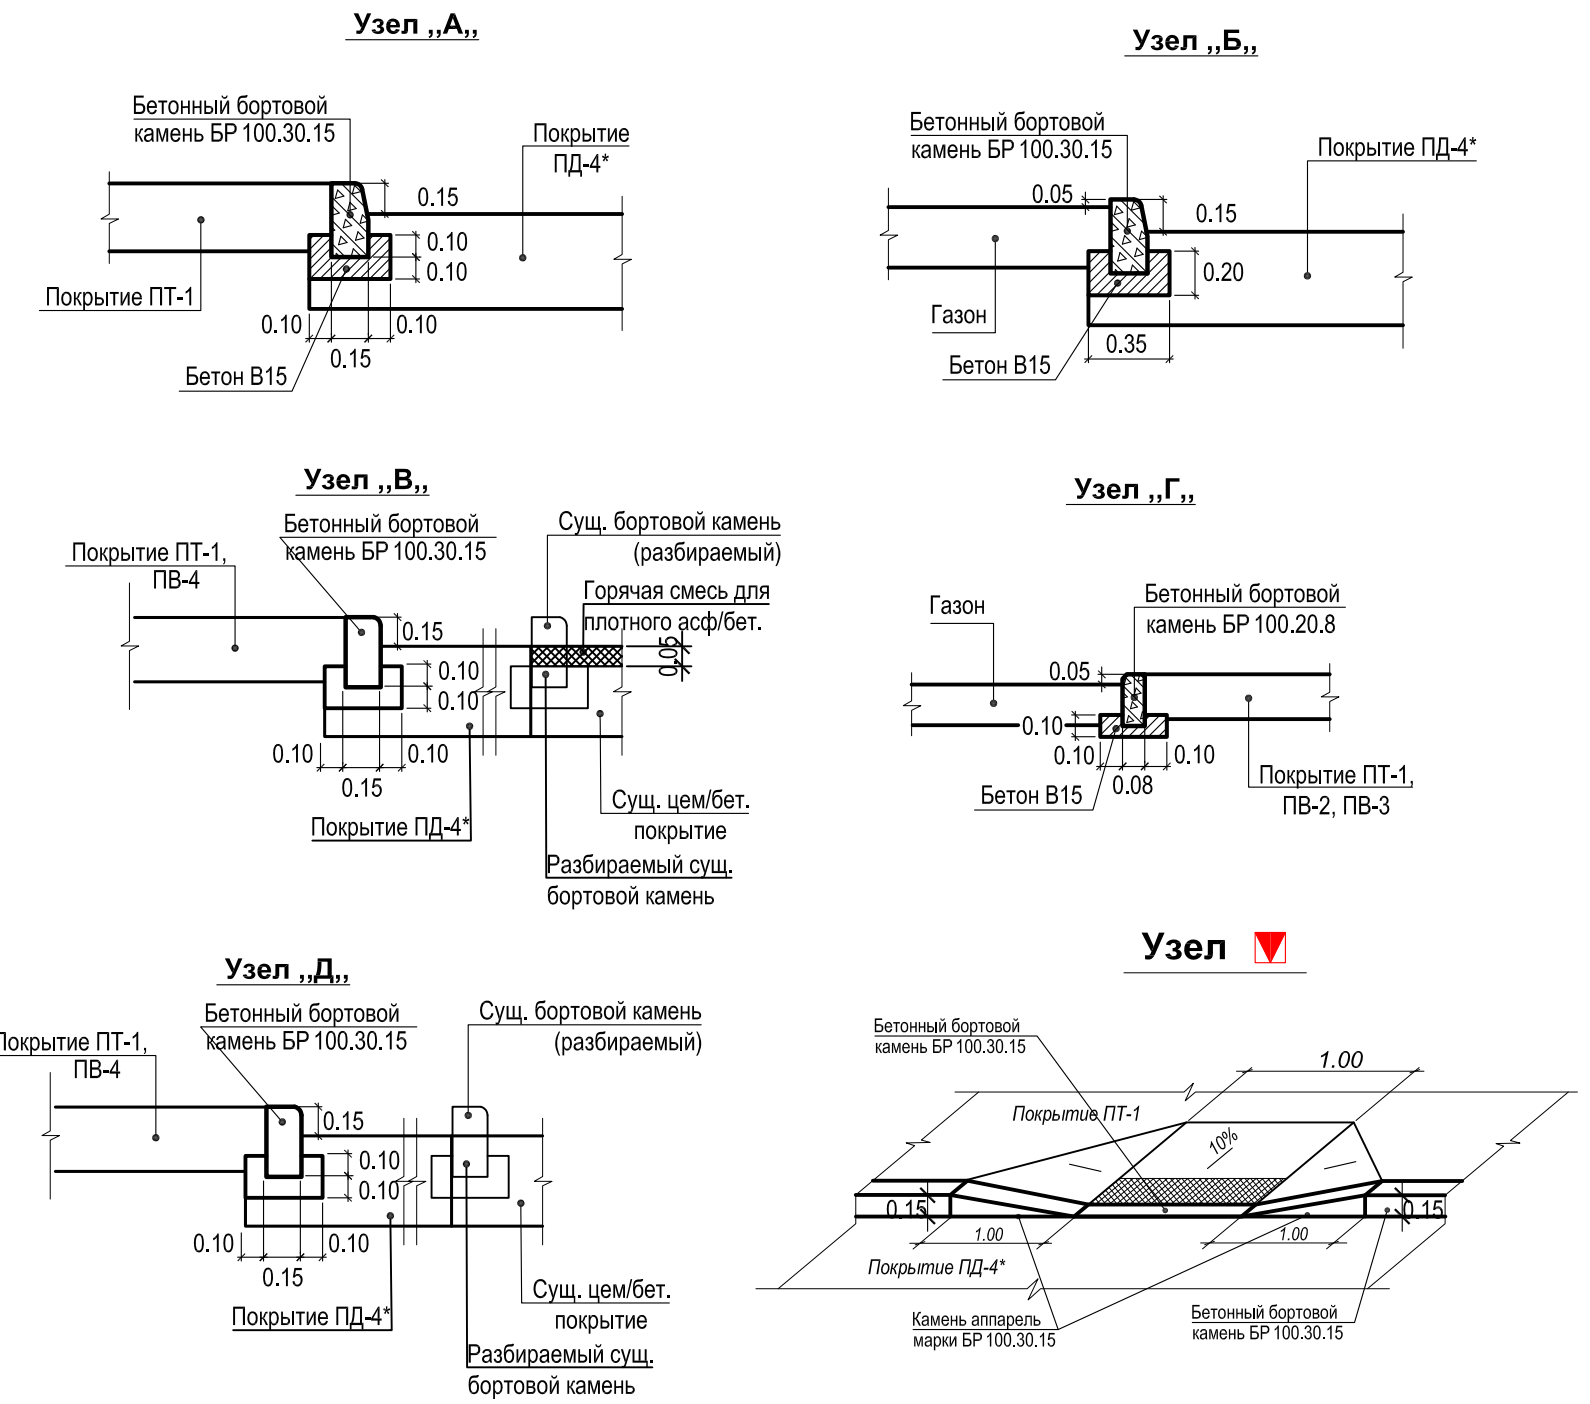 Узел ,,А,,
Бетонный бортовой
камень БР 100.30.15
Покрытие
ПД-4*
0.15
0.10
0.10
Покрытие ПТ-1
0.10
0.10
0.15
Бетон В15
Узел ,,Б,,
Бетонный бортовой
камень БР 100.30.15
Покрытие ПД-4*
0.05
0.15
0.20
Газон
0.35
Бетон В15
Узел ,,В,,
Бетонный бортовой
камень БР 100.30.15
Сущ. бортовой камень
(разбираемый)
Покрытие ПТ-1,
ПВ-4
Горячая смесь для
плотного асф/бет.
0.15
0.05
0.10
0.10
0.10
0.10
0.15
Сущ. цем/бет.
покрытие
Покрытие ПД-4*
Разбираемый сущ.
бортовой камень
Узел ,,Г,,
Газон
Бетонный бортовой
камень БР 100.20.8
0.05
0.10
0.10
0.10
0.08
Бетон В15
Покрытие ПТ-1,
ПВ-2, ПВ-3
Узел ,,Д,,
Бетонный бортовой
камень БР 100.30.15
Сущ. бортовой камень
(разбираемый)
Покрытие ПТ-1,
ПВ-4
0.15
0.10
0.10
0.10
0.10
0.15
Сущ. цем/бет.
покрытие
Покрытие ПД-4*
Разбираемый сущ.
бортовой камень
Узел
Бетонный бортовой
камень БР 100.30.15
1.00
Покрытие ПТ-1
10%
0.15
0.15
1.00
1.00
Покрытие ПД-4*
Камень аппарель
марки БР 100.30.15
Бетонный бортовой
камень БР 100.30.15